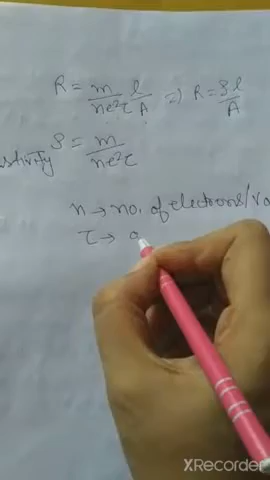 R = m/ne²τ l/A ⇒ R = ρl/A
ρ = m/ne²τ
n → no. of electrons/
τ →
XRecorder